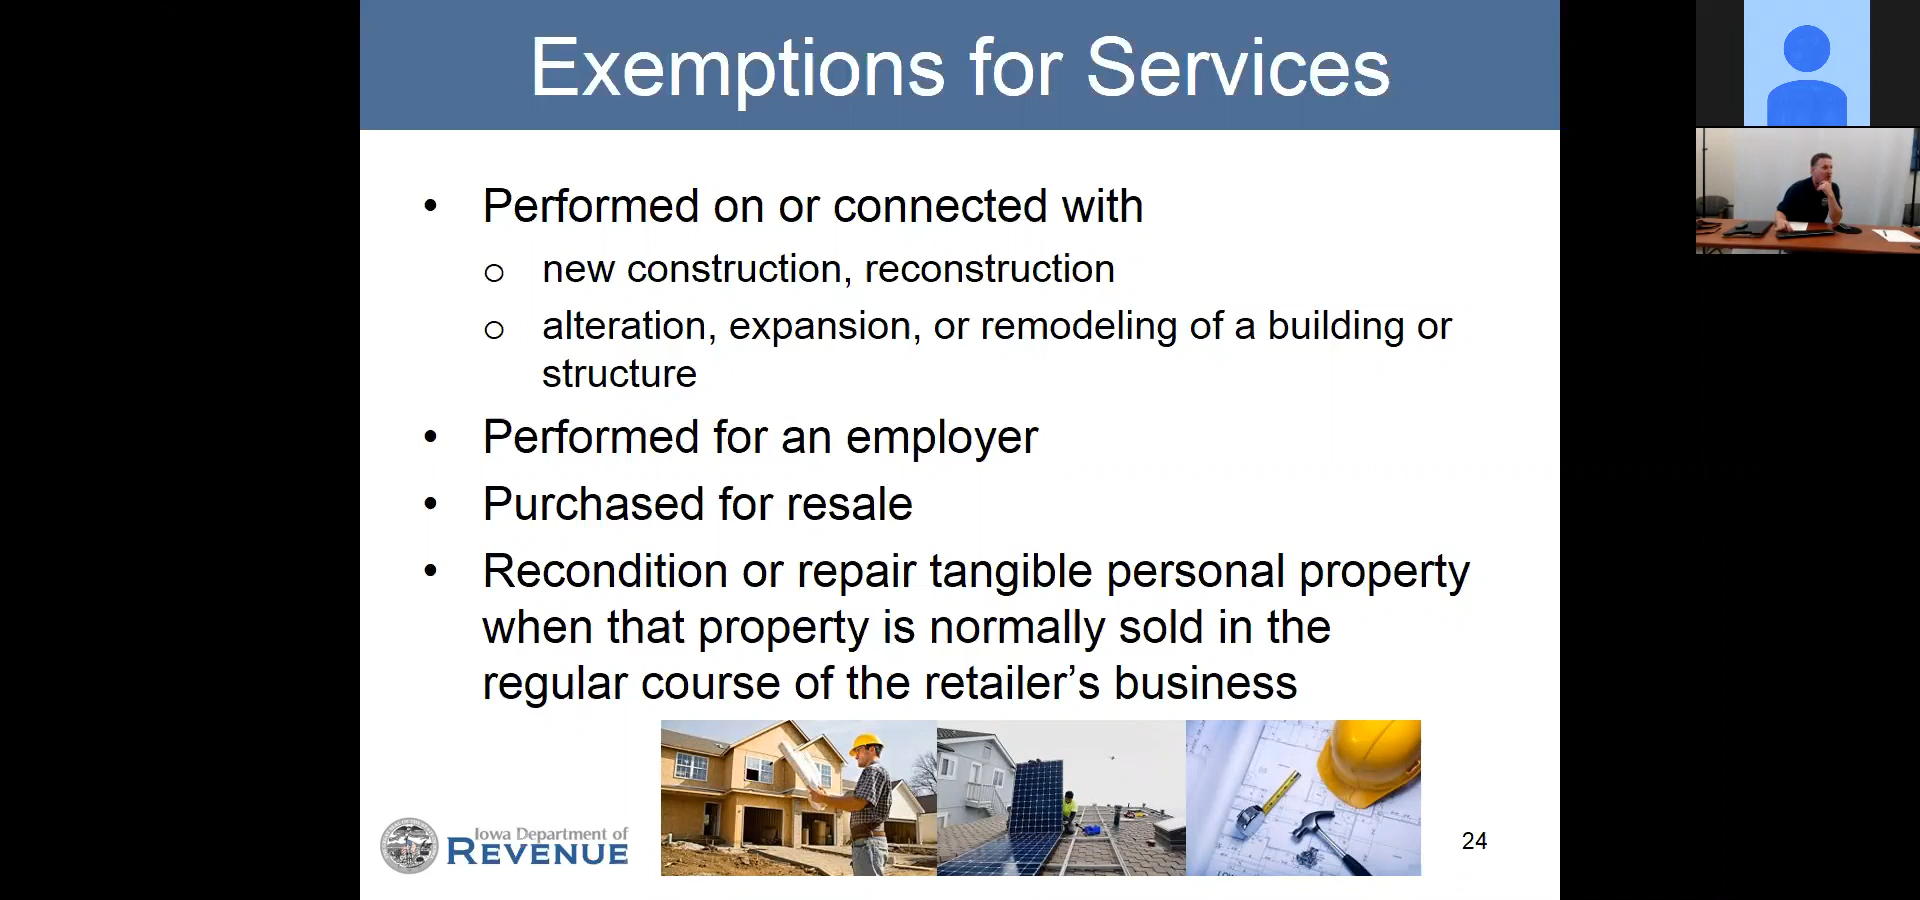 Exemptions for Services
• Performed on or connected with
o new construction, reconstruction
o alteration, expansion, or remodeling of a building or
structure
• Performed for an employer
• Purchased for resale
• Recondition or repair tangible personal property
when that property is normally sold in the
regular course of the retailer’s business
Iowa Department of
REVENUE
24